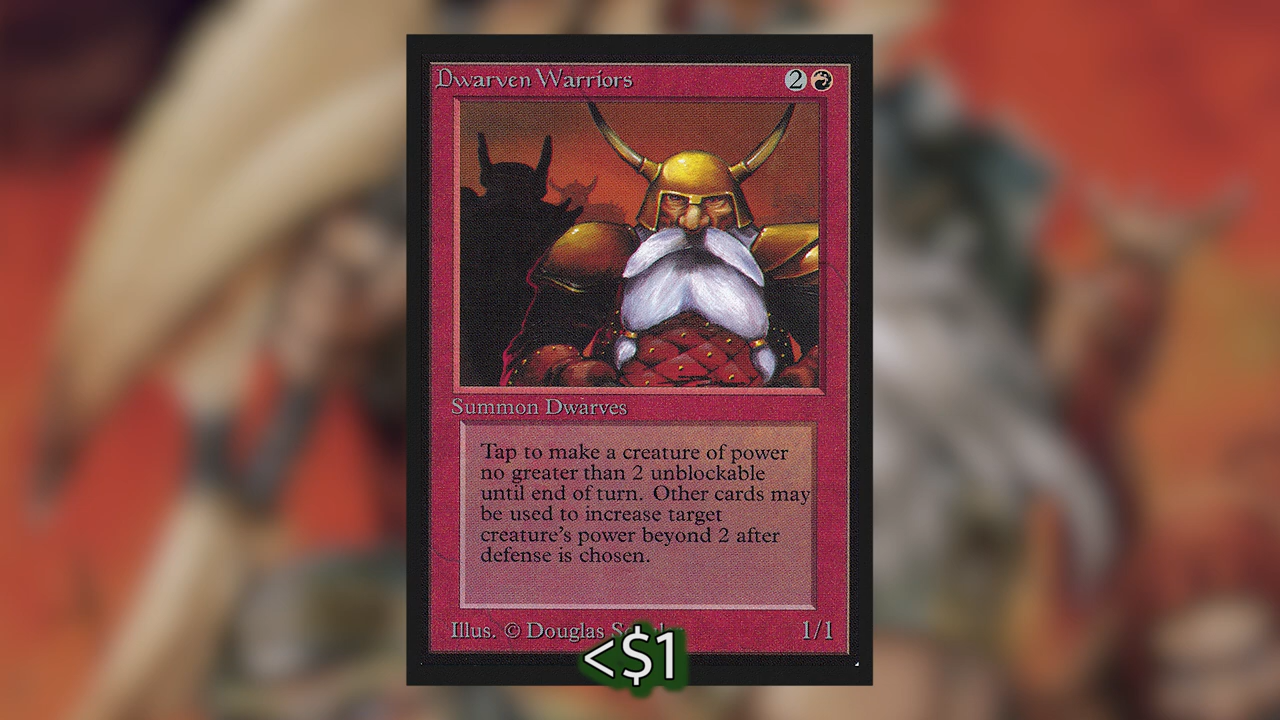 Dwarven Warriors 2
Summon Dwarves
Tap to make a creature of power
no greater than 2 unblockable
until end of turn. Other cards may
be used to increase target
creature's power beyond 2 after
defense is chosen.
Illus. © Douglas 1/1
<$1